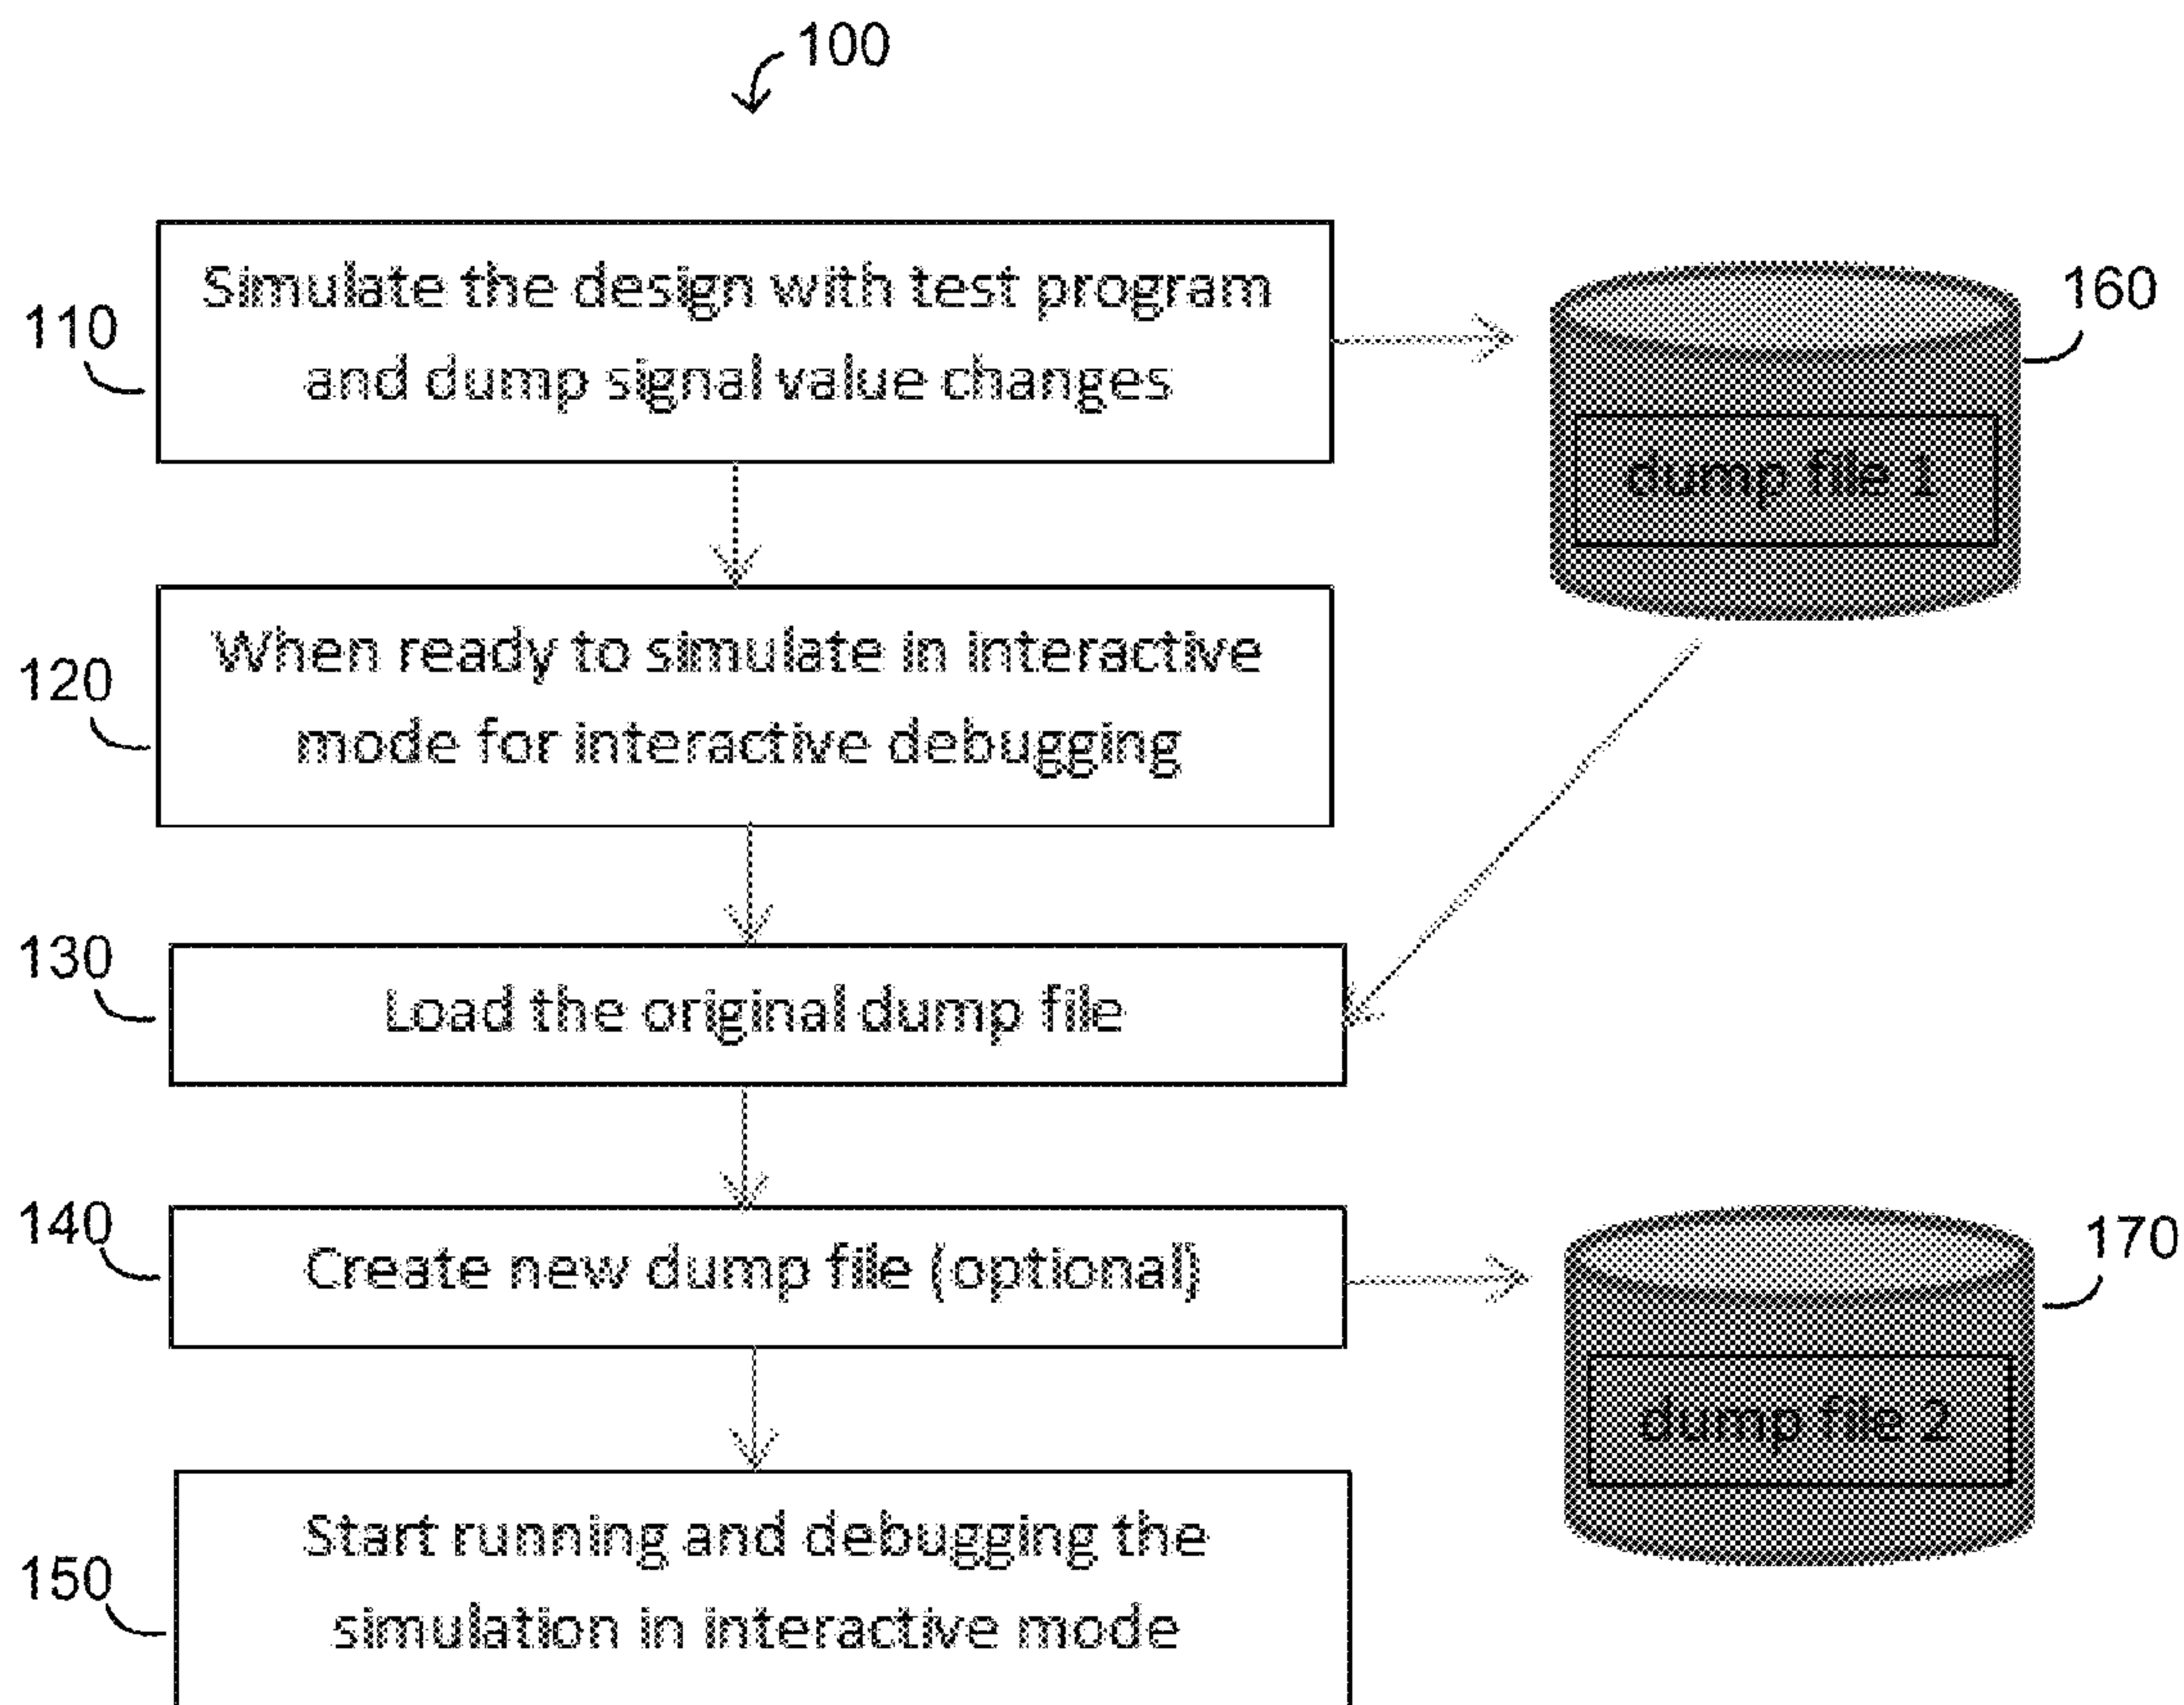 100
110
Simulate the design with test program
and dump signal value changes
160
dump file 1
120
When ready to simulate in interactive
mode for interactive debugging
130
Load the original dump file
140
Create new dump file (optional)
170
dump file 2
150
Start running and debugging the
simulation in interactive mode